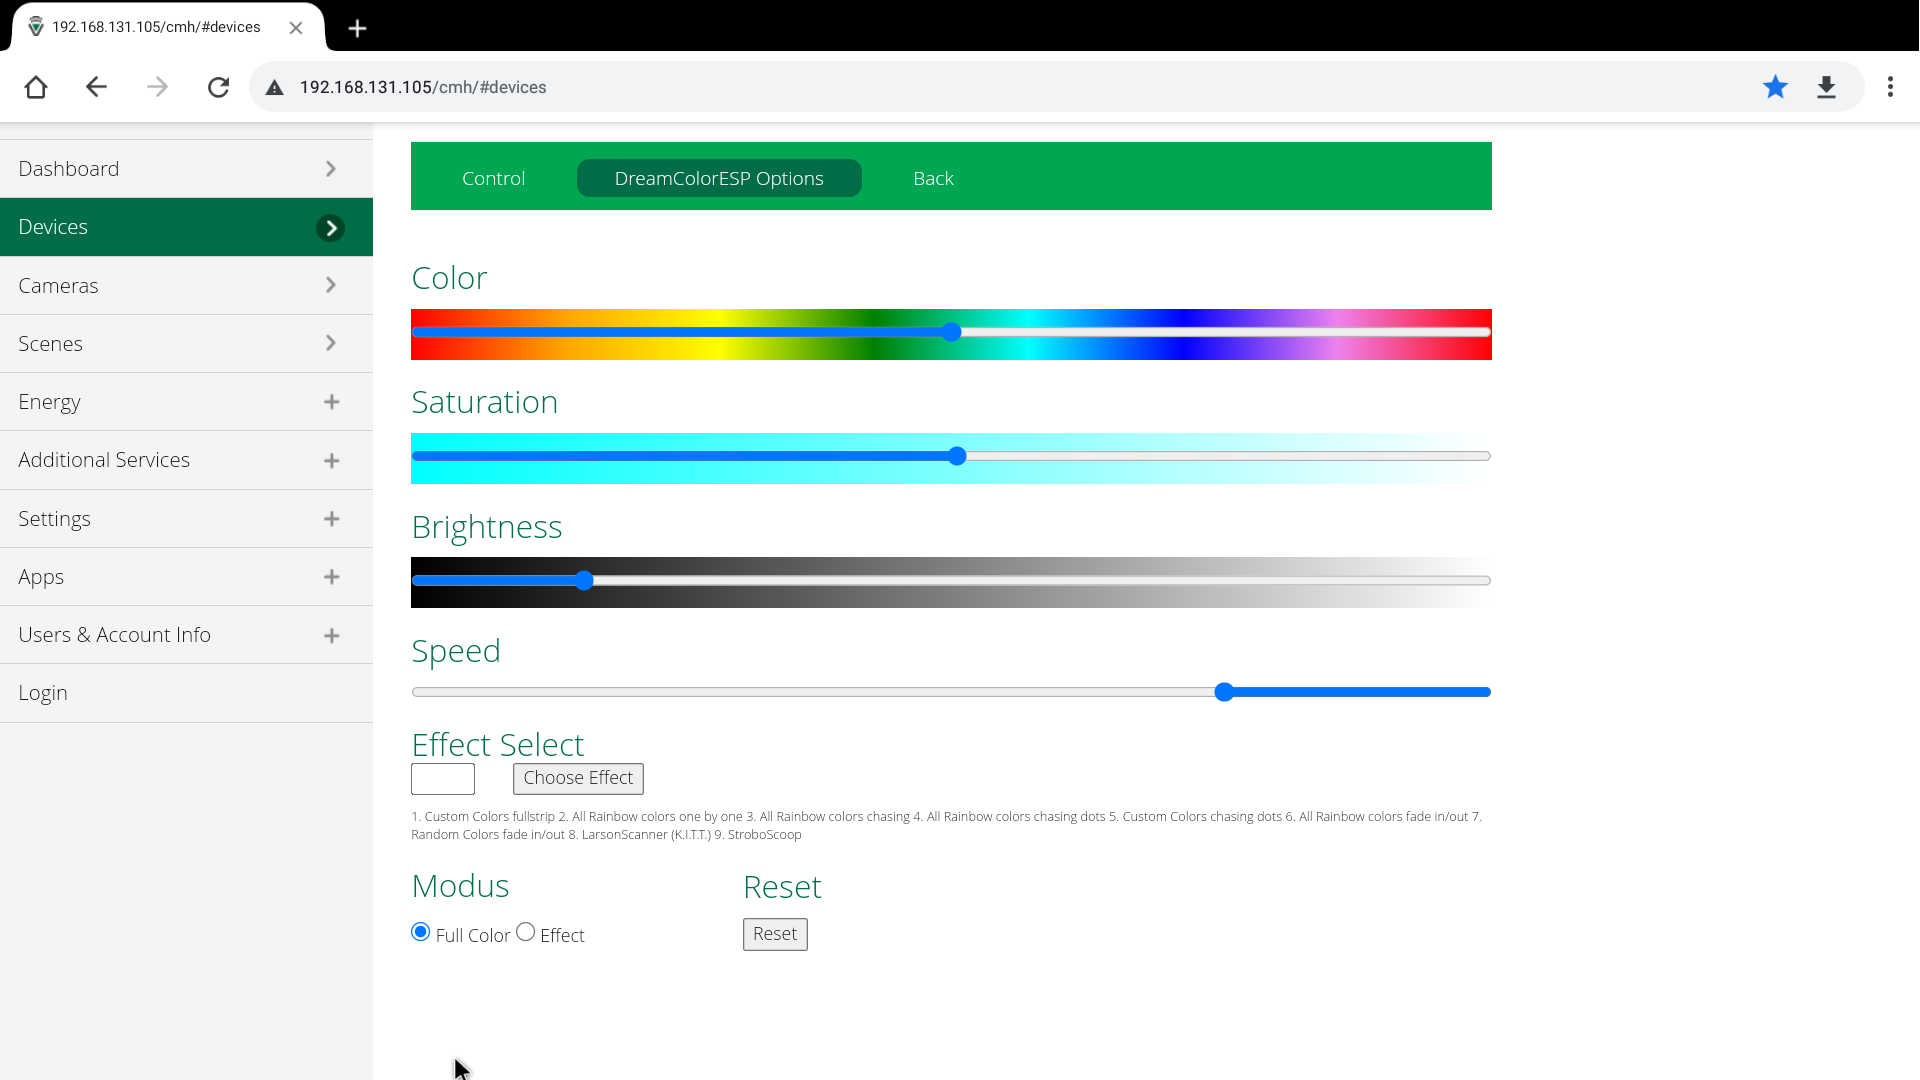 192.168.131.105/cmh/#devices
192.168.131.105/cmh/#devices
Dashboard
Devices
Cameras
Scenes
Energy
Additional Services
Settings
Apps
Users & Account Info
Login
Control DreamColorESP Options Back
Color
Saturation
Brightness
Speed
Effect Select
Choose Effect
1. Custom Colors fullstrip 2. All Rainbow colors one by one 3. All Rainbow colors chasing 4. All Rainbow colors chasing dots 5. Custom Colors chasing dots 6. All Rainbow colors fade in/out 7.
Random Colors fade in/out 8. LarsonScanner (K.I.T.T.) 9. StroboScoop
Modus
Full Color Effect
Reset
Reset